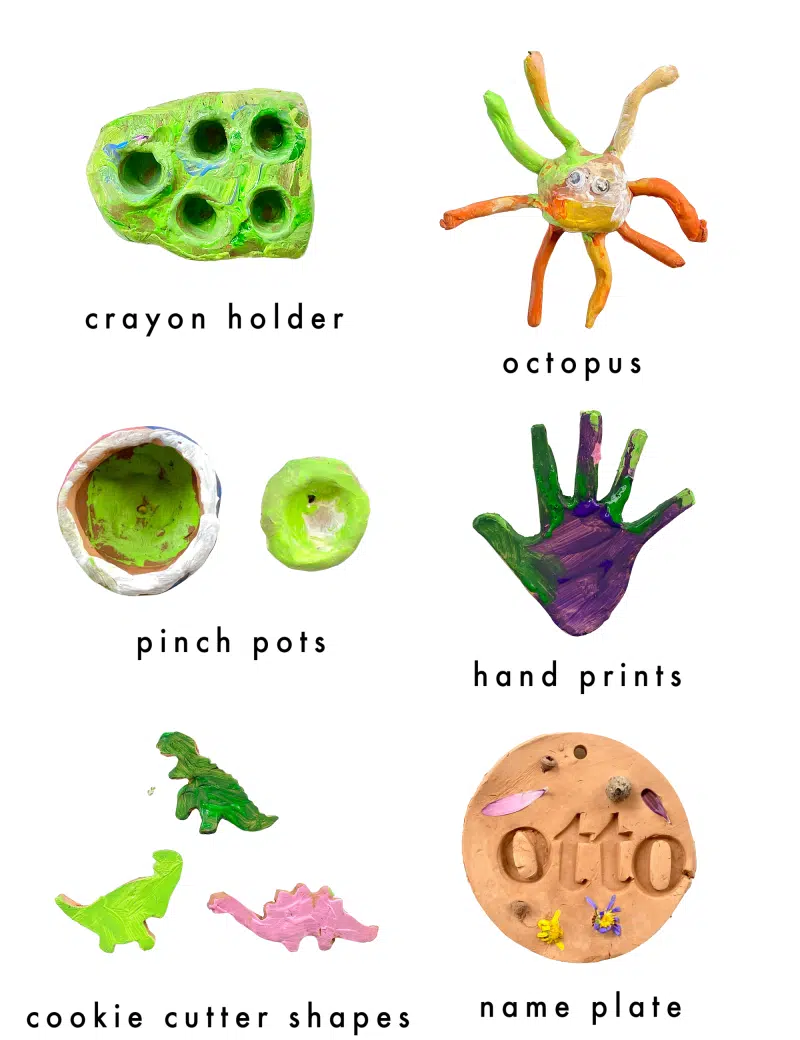 crayon holder
octopus
pinch pots
hand prints
cookie cutter shapes
otto
name plate